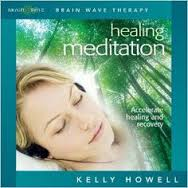 BRAIN WAVE THERAPY
healing
meditation
Accelerate
healing and
recovery
KELLY HOWELL